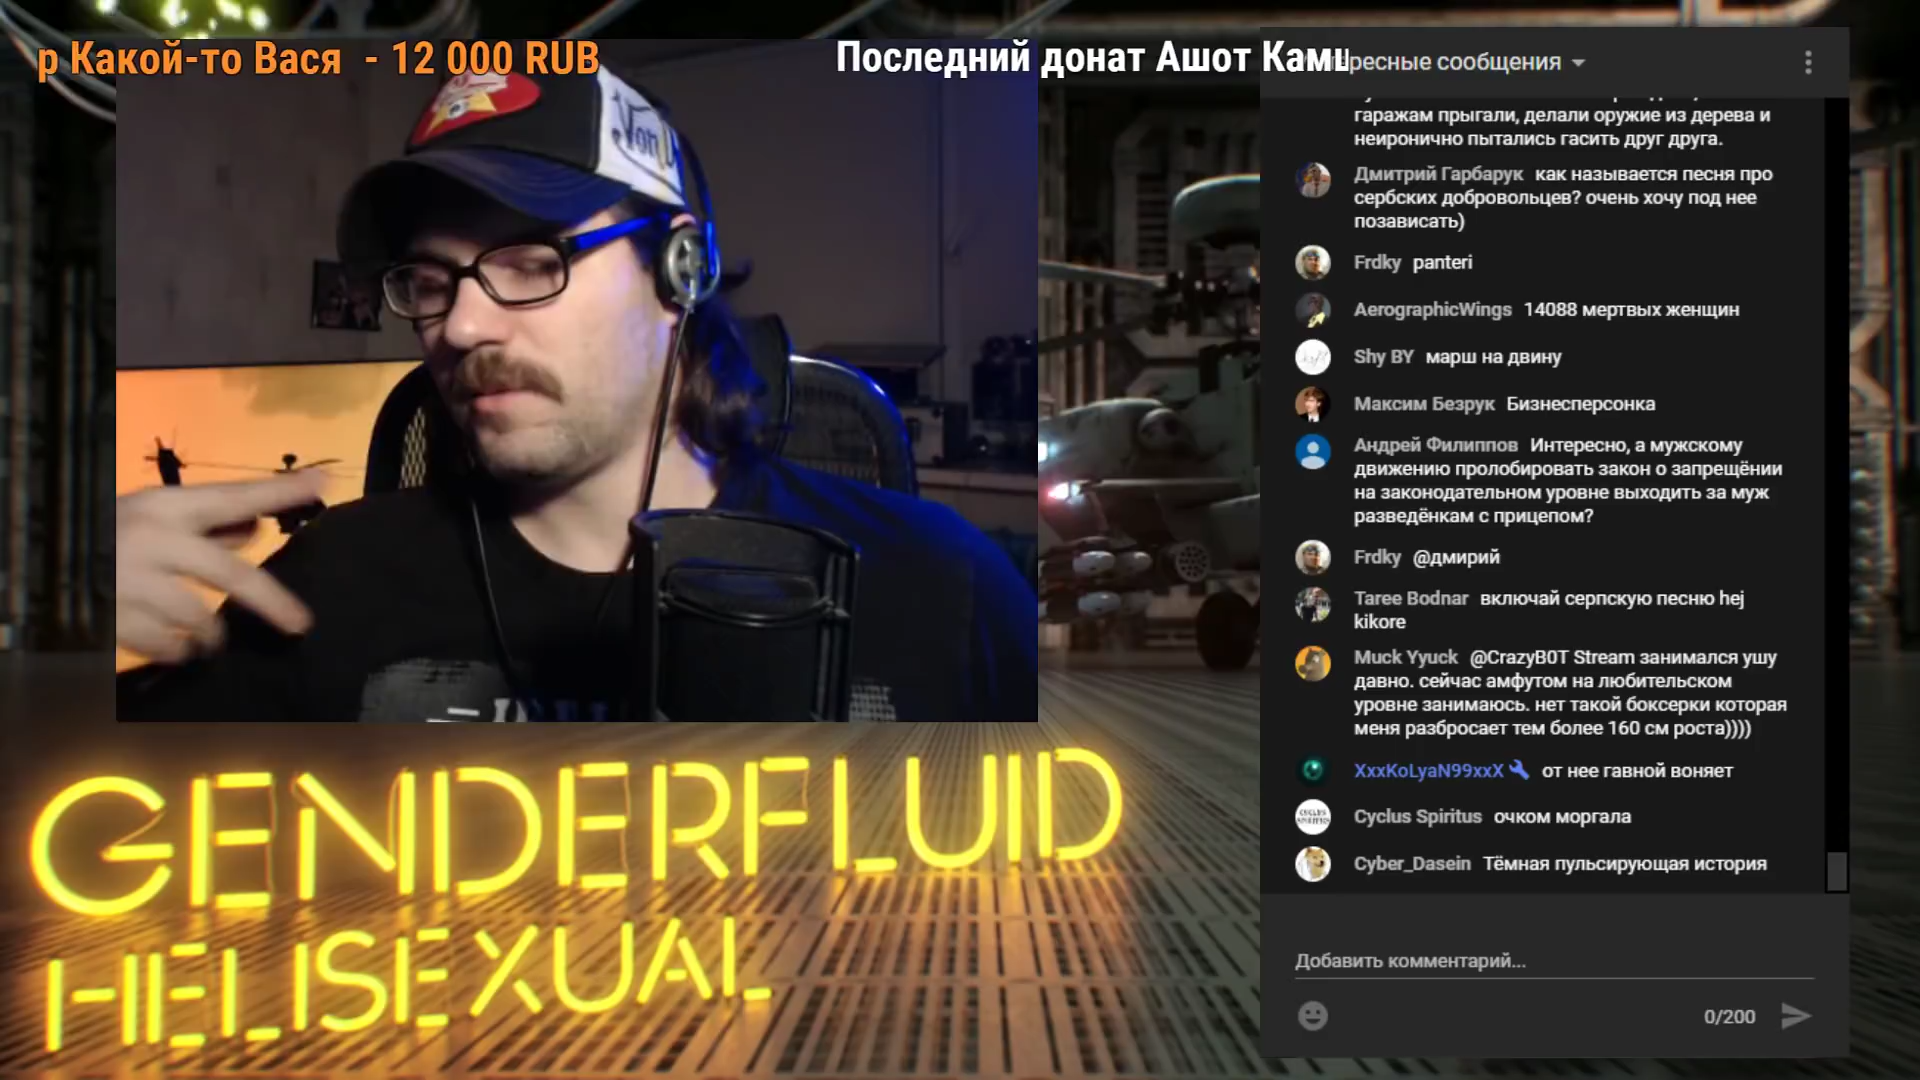 р Какой-то Вася - 12 000 RUB
Последний донат Ашот Камш
ресные сообщения
гаражам прыгали, делали оружие из дерева и
неиронично пытались гасить друг друга.
Дмитрий Гарбарук как называется песня про
сербских добровольцев? очень хочу под нее
позависать)
Frdky panteri
AerographicWings 14088 мертвых женщин
Shy BY марш на двину
Максим Безрук Бизнесперсонка
Андрей Филиппов Интересно, а мужскому
движению пролобировать закон о запрещёнии
на законодательном уровне выходить за муж
разведёнкам с прицепом?
Frdky @дмирий
Taree Bodnar включай серпскую песню hej
kikore
Muck Yyuck @CrazyB0T Stream занимался ушу
давно. сейчас амфутом на любительском
уровне занимаюсь. нет такой боксерки которая
меня разбросает тем более 160 см роста))))
XxxKoLyaN99xxX от нее гавной воняет
Cyclus Spiritus очком моргала
Cyber_Dasein Тёмная пульсирующая история
Добавить комментарий...
0/200
GENDERFLUID
HELISEXUAL